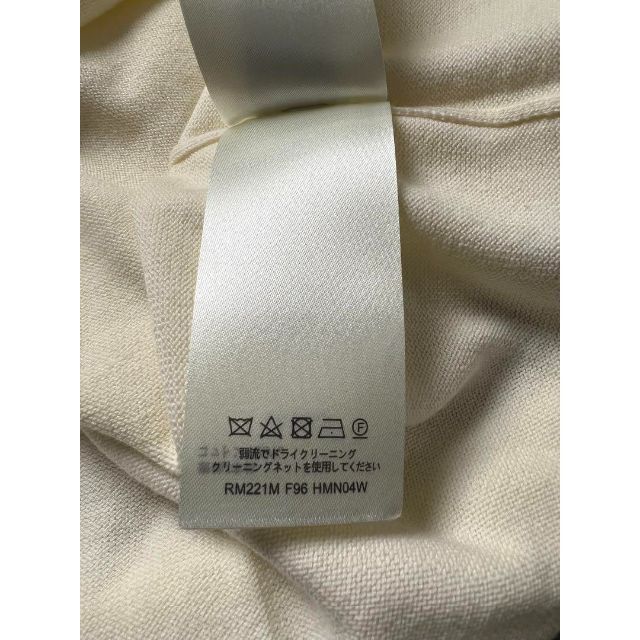 弱流でドライクリーニング
クリーニングネットを使用してください
RM221M F96 HMN04W